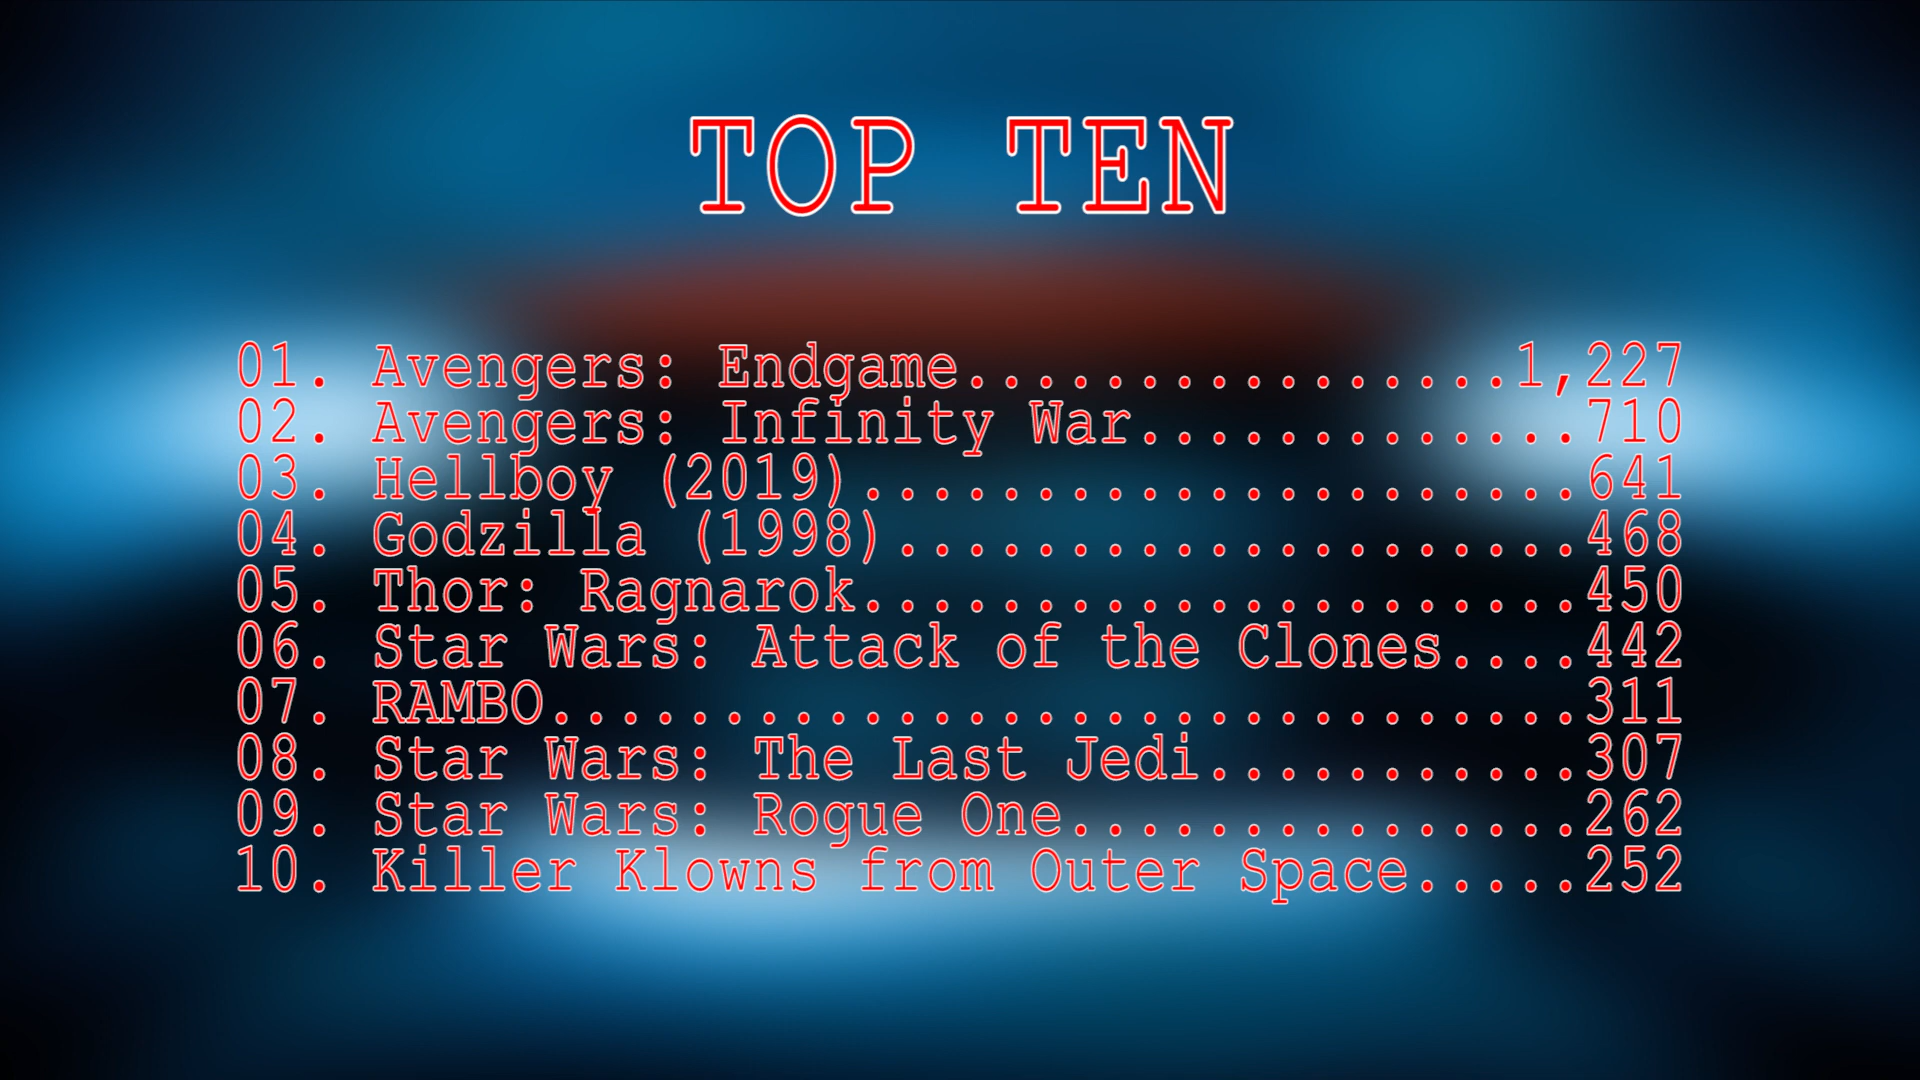 TOP TEN
01. Avengers: Endgame................1,227
02. Avengers: Infinity War.............710
03. Hellboy (2019).....................641
04. Godzilla (1998)....................468
05. Thor: Ragnarok.....................450
06. Star Wars: Attack of the Clones....442
07. RAMBO..............................311
08. Star Wars: The Last Jedi...........307
09. Star Wars: Rogue One...............262
10. Killer Klowns from Outer Space.....252